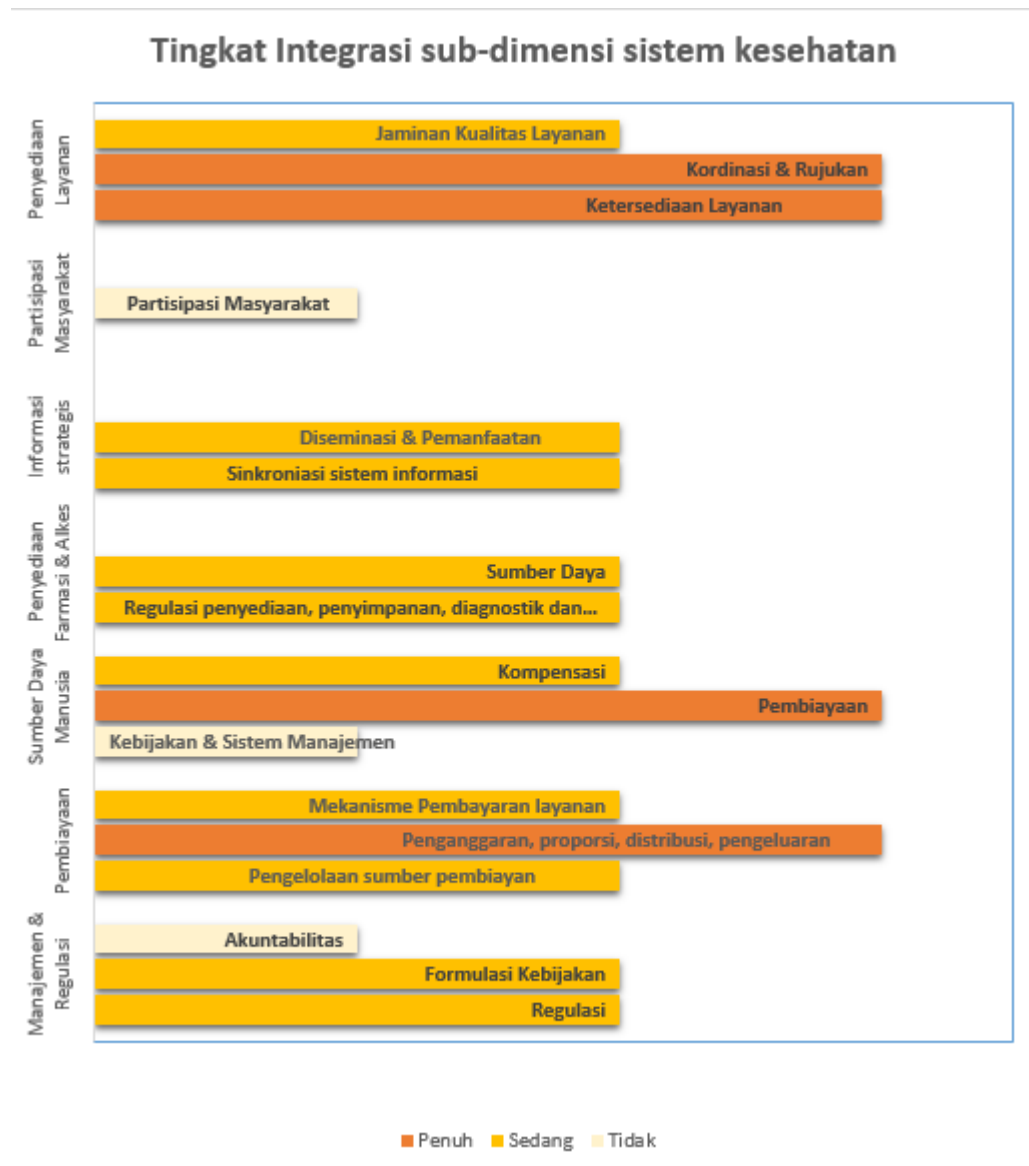 Tingkat Integrasi sub-dimensi sistem kesehatan
Penyediaan
Layanan
Jaminan Kualitas Layanan
Kordinasi & Rujukan
Ketersediaan Layanan
Partisipasi
Masyarakat
Partisipasi Masyarakat
Informasi
strategis
Diseminasi & Pemanfaatan
Sinkroniasi sistem informasi
Penyediaan
Farmasi & Alkes
Sumber Daya
Regulasi penyediaan, penyimpanan, diagnostik dan...
Sumber Daya
Manusia
Kompensasi
Pembiayaan
Kebijakan & Sistem Manajemen
Pembiayaan
Mekanisme Pembayaran layanan
Penganggaran, proporsi, distribusi, pengeluaran
Pengelolaan sumber pembiayan
Manajemen &
Regulasi
Akuntabilitas
Formulasi Kebijakan
Regulasi
Penuh Sedang Tidak